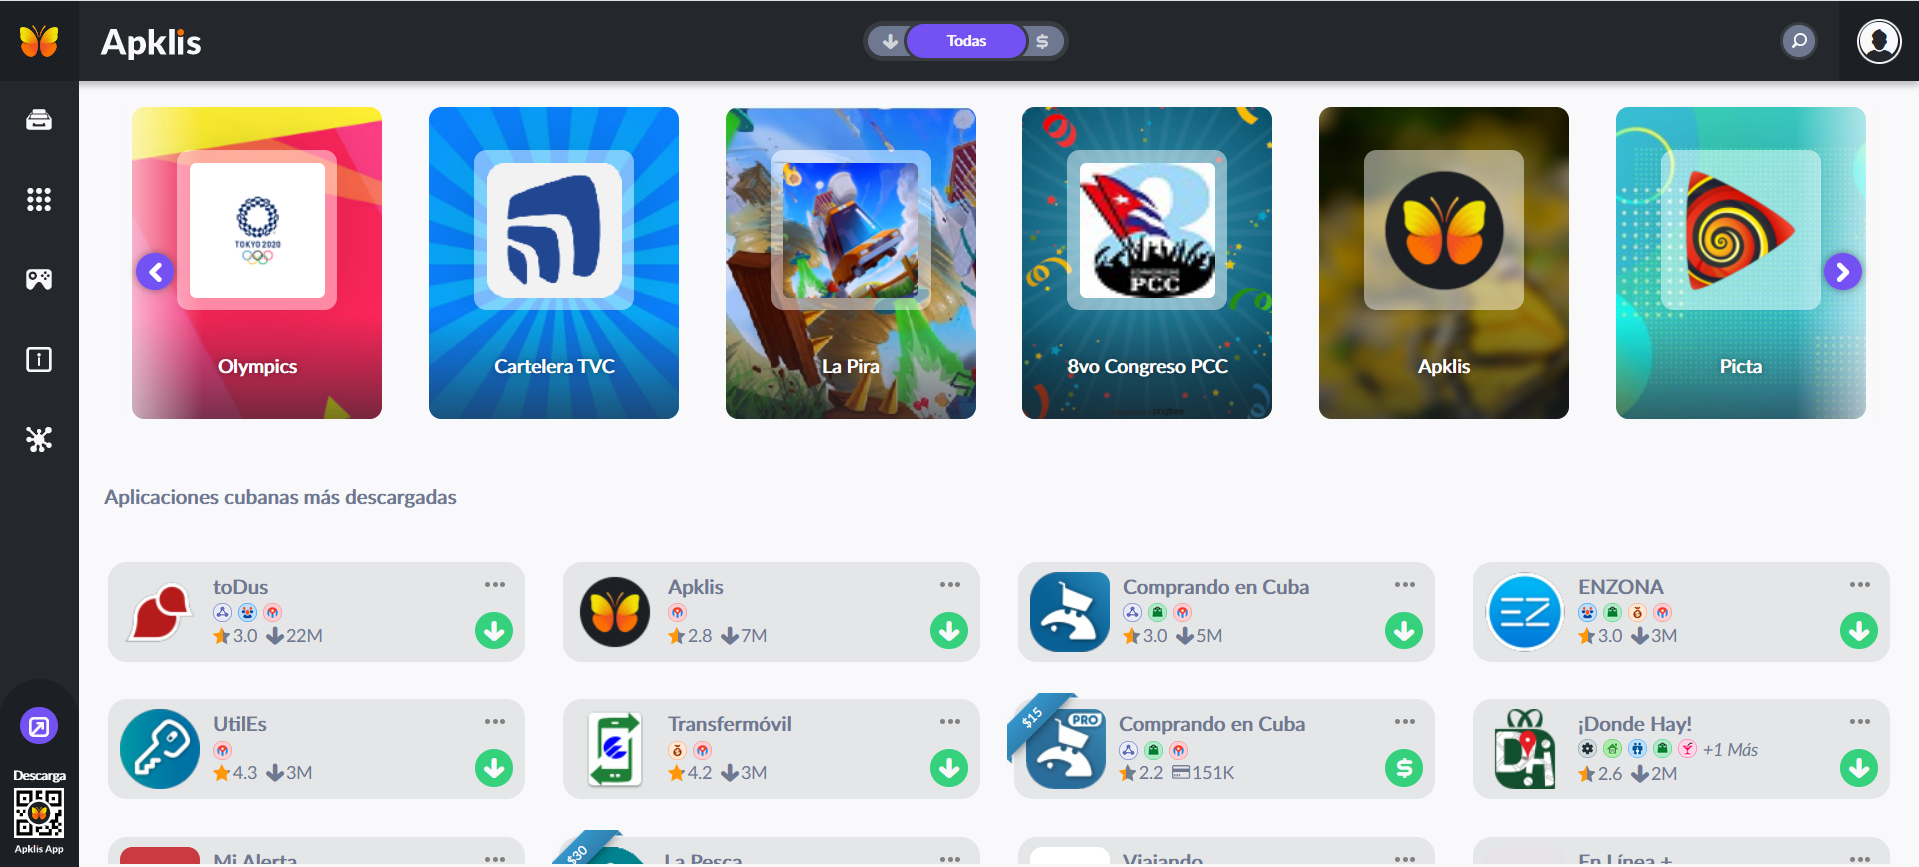 Apklis
Todas
$
TOKYO 2020
Olympics
Cartelera TVC
La Pira
PCC
8vo Congreso PCC
Apklis
Picta
Aplicaciones cubanas más descargadas
toDus
3.0 22M
Apklis
2.8 7M
Comprando en Cuba
3.0 5M
EZ
ENZONA
3.0 3M
UtilEs
4.3 3M
Transfermóvil
4.2 3M
$15
PRO
Comprando en Cuba
2.2 151K
$
¡Donde Hay!
+1 Más
2.6 2M
Descarga
Apklis App
Mi Alerta
$30
La Pesca
Viajando
En Línea +